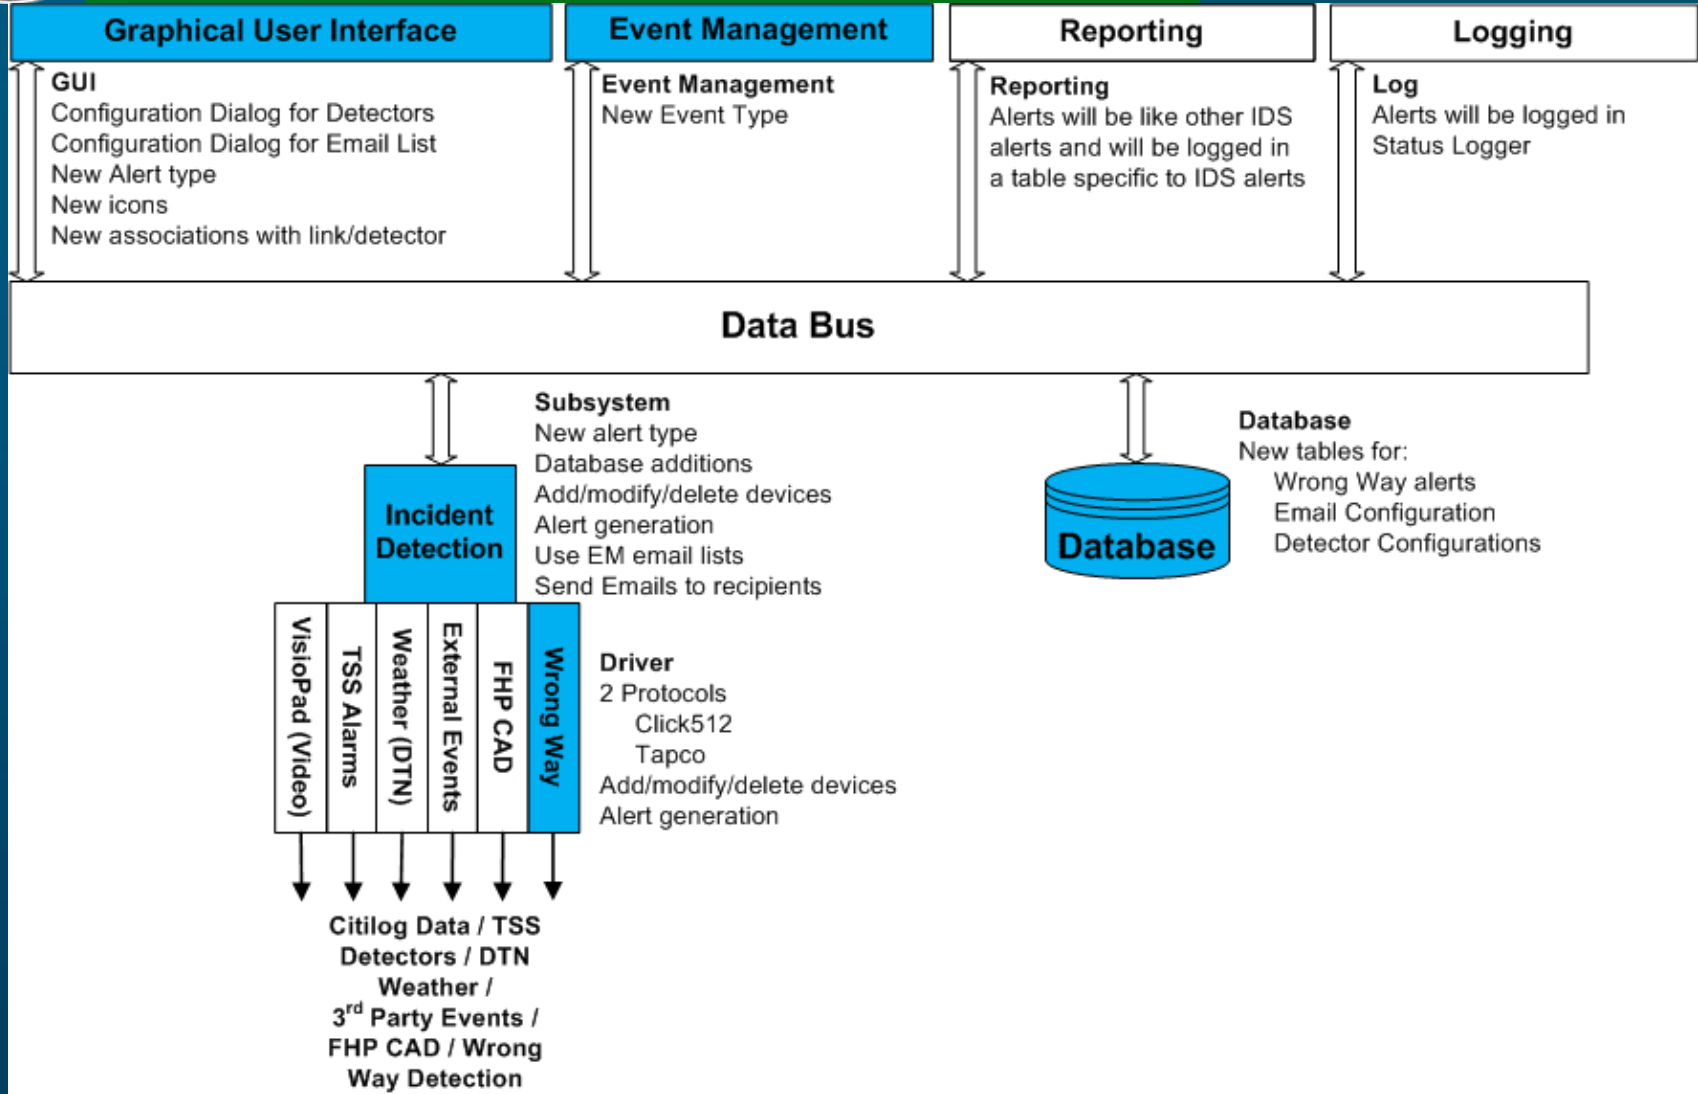 Graphical User Interface
Event Management
Reporting
Logging
GUI
Configuration Dialog for Detectors
Configuration Dialog for Email List
New Alert type
New icons
New associations with link/detector
Event Management
New Event Type
Reporting
Alerts will be like other IDS
alerts and will be logged in
a table specific to IDS alerts
Log
Alerts will be logged in
Status Logger
Data Bus
Subsystem
New alert type
Database additions
Add/modify/delete devices
Alert generation
Use EM email lists
Send Emails to recipients
Incident
Detection
Database
Database
New tables for:
Wrong Way alerts
Email Configuration
Detector Configurations
VisioPad (Video)
TSS Alarms
Weather (DTN)
External Events
FHP CAD
Wrong Way
Driver
2 Protocols
Click512
Tapco
Add/modify/delete devices
Alert generation
Citilog Data / TSS
Detectors / DTN
Weather /
3rd Party Events /
FHP CAD / Wrong
Way Detection